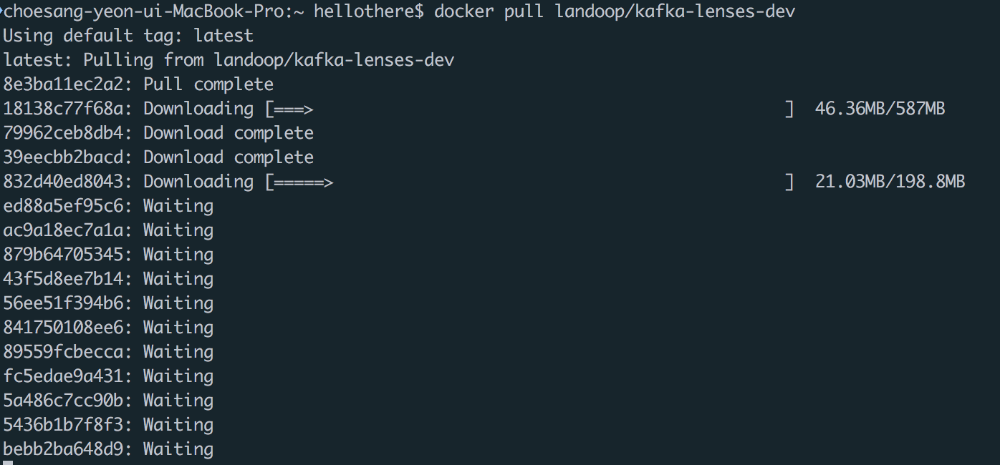 choesang-yeon-ui-MacBook-Pro:~ hellothere$ docker pull landoop/kafka-lenses-dev
Using default tag: latest
latest: Pulling from landoop/kafka-lenses-dev
8e3ba11ec2a2: Pull complete
18138c77f68a: Downloading [===>                                               ]  46.36MB/587MB
79962ceb8db4: Download complete
39eecbb2bacd: Download complete
832d40ed8043: Downloading [=====>                                             ]  21.03MB/198.8MB
ed88a5ef95c6: Waiting
ac9a18ec7a1a: Waiting
879b64705345: Waiting
43f5d8ee7b14: Waiting
56ee51f394b6: Waiting
841750108ee6: Waiting
89559fcbecca: Waiting
fc5edae9a431: Waiting
5a486c7cc90b: Waiting
5436b1b7f8f3: Waiting
bebb2ba648d9: Waiting